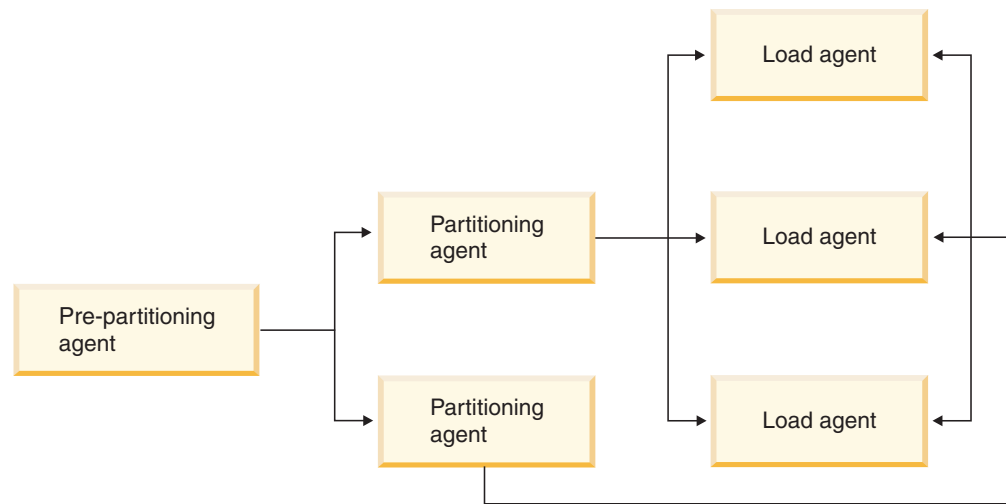 Load agent
Partitioning
agent
Load agent
Pre-partitioning
agent
Partitioning
agent
Load agent